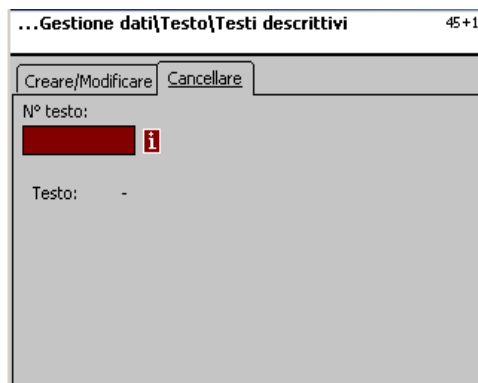 ...Gestione dati\Testo\Testi descrittivi 45+1
Creare/Modificare Cancellare
N° testo:
i
Testo: -